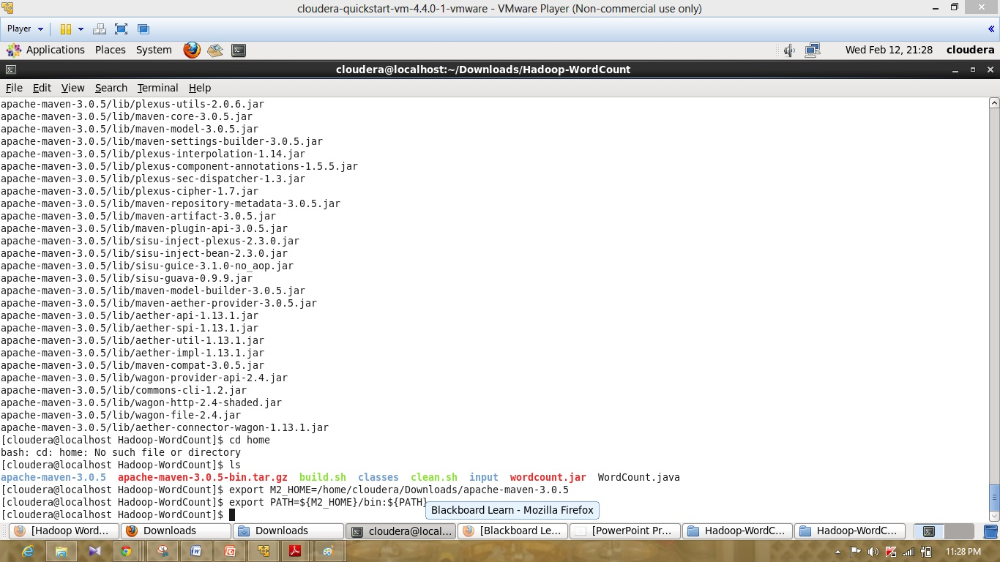 cloudera-quickstart-vm-4.4.0-1-vmware - VMware Player (Non-commercial use only)
Player
Applications Places System Wed Feb 12, 21:28 cloudera
cloudera@localhost:~/Downloads/Hadoop-WordCount
File Edit View Search Terminal Help
apache-maven-3.0.5/lib/plexus-utils-2.0.6.jar
apache-maven-3.0.5/lib/maven-core-3.0.5.jar
apache-maven-3.0.5/lib/maven-model-3.0.5.jar
apache-maven-3.0.5/lib/maven-settings-builder-3.0.5.jar
apache-maven-3.0.5/lib/plexus-interpolation-1.14.jar
apache-maven-3.0.5/lib/plexus-component-annotations-1.5.5.jar
apache-maven-3.0.5/lib/plexus-sec-dispatcher-1.3.jar
apache-maven-3.0.5/lib/plexus-cipher-1.7.jar
apache-maven-3.0.5/lib/maven-repository-metadata-3.0.5.jar
apache-maven-3.0.5/lib/maven-artifact-3.0.5.jar
apache-maven-3.0.5/lib/maven-plugin-api-3.0.5.jar
apache-maven-3.0.5/lib/sisu-inject-plexus-2.3.0.jar
apache-maven-3.0.5/lib/sisu-inject-bean-2.3.0.jar
apache-maven-3.0.5/lib/sisu-guice-3.1.0-no_aop.jar
apache-maven-3.0.5/lib/sisu-guava-0.9.9.jar
apache-maven-3.0.5/lib/maven-model-builder-3.0.5.jar
apache-maven-3.0.5/lib/maven-aether-provider-3.0.5.jar
apache-maven-3.0.5/lib/aether-api-1.13.1.jar
apache-maven-3.0.5/lib/aether-spi-1.13.1.jar
apache-maven-3.0.5/lib/aether-util-1.13.1.jar
apache-maven-3.0.5/lib/aether-impl-1.13.1.jar
apache-maven-3.0.5/lib/maven-compat-3.0.5.jar
apache-maven-3.0.5/lib/wagon-provider-api-2.4.jar
apache-maven-3.0.5/lib/commons-cli-1.2.jar
apache-maven-3.0.5/lib/wagon-http-2.4-shaded.jar
apache-maven-3.0.5/lib/wagon-file-2.4.jar
apache-maven-3.0.5/lib/aether-connector-wagon-1.13.1.jar
[cloudera@localhost Hadoop-WordCount]$ cd home
bash: cd: home: No such file or directory
[cloudera@localhost Hadoop-WordCount]$ ls
apache-maven-3.0.5 apache-maven-3.0.5-bin.tar.gz build.sh classes clean.sh input wordcount.jar WordCount.java
[cloudera@localhost Hadoop-WordCount]$ export M2_HOME=/home/cloudera/Downloads/apache-maven-3.0.5
[cloudera@localhost Hadoop-WordCount]$ export PATH=${M2_HOME}/bin:${PATH}
Blackboard Learn - Mozilla Firefox
[cloudera@localhost Hadoop-WordCount]$
[Hadoop Word... Downloads Downloads cloudera@local... [Blackboard Le... [PowerPoint Pr... Hadoop-WordC... Hadoop-WordC...
11:28 PM